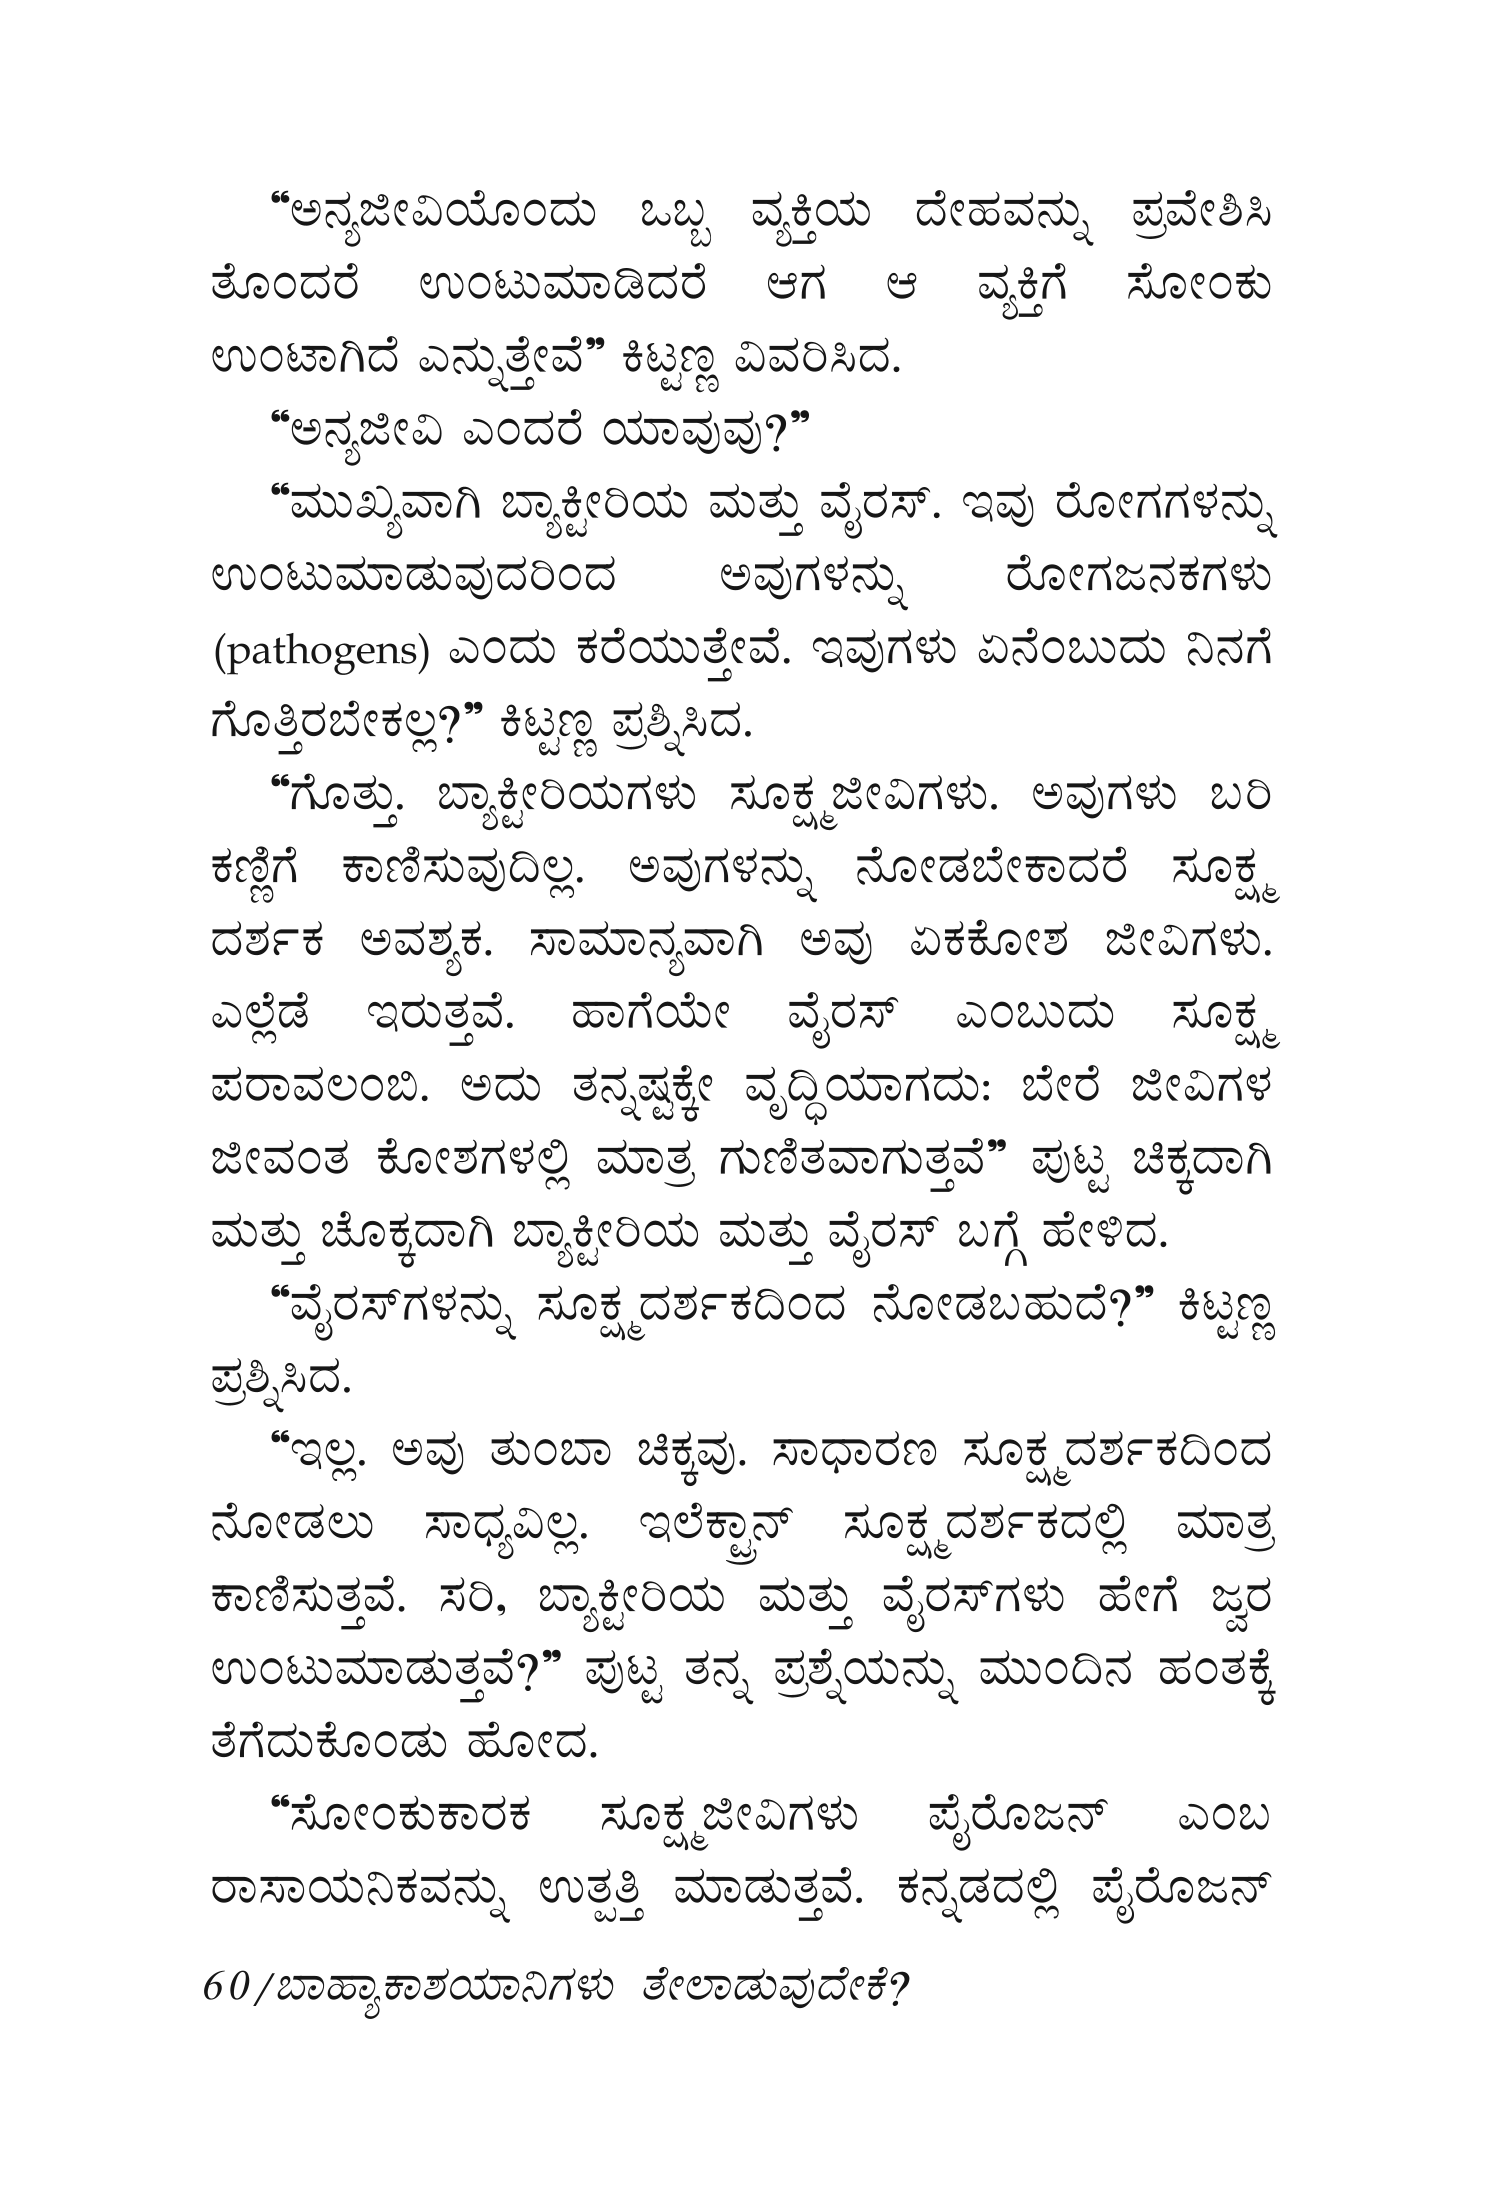 “ಅನ್ಯಜೀವಿಯೊಂದು ಒಬ್ಬ ವ್ಯಕ್ತಿಯ ದೇಹವನ್ನು ಪ್ರವೇಶಿಸಿ
ತೊಂದರೆ ಉಂಟುಮಾಡಿದರೆ ಆಗ ಆ ವ್ಯಕ್ತಿಗೆ ಸೋಂಕು
ಉಂಟಾಗಿದೆ ಎನ್ನುತ್ತೇವೆ” ಕಿಟ್ಟಣ್ಣ ವಿವರಿಸಿದ.
“ಅನ್ಯಜೀವಿ ಎಂದರೆ ಯಾವುವು?”
“ಮುಖ್ಯವಾಗಿ ಬ್ಯಾಕ್ಟೀರಿಯ ಮತ್ತು ವೈರಸ್. ಇವು ರೋಗಗಳನ್ನು
ಉಂಟುಮಾಡುವುದರಿಂದ ಅವುಗಳನ್ನು ರೋಗಜನಕಗಳು
(pathogens) ಎಂದು ಕರೆಯುತ್ತೇವೆ. ಇವುಗಳು ಏನೆಂಬುದು ನಿನಗೆ
ಗೊತ್ತಿರಬೇಕಲ್ಲ?” ಕಿಟ್ಟಣ್ಣ ಪ್ರಶ್ನಿಸಿದ.
“ಗೊತ್ತು. ಬ್ಯಾಕ್ಟೀರಿಯಗಳು ಸೂಕ್ಷ್ಮಜೀವಿಗಳು. ಅವುಗಳು ಬರಿ
ಕಣ್ಣಿಗೆ ಕಾಣಿಸುವುದಿಲ್ಲ. ಅವುಗಳನ್ನು ನೋಡಬೇಕಾದರೆ ಸೂಕ್ಷ್ಮ
ದರ್ಶಕ ಅವಶ್ಯಕ. ಸಾಮಾನ್ಯವಾಗಿ ಅವು ಏಕಕೋಶ ಜೀವಿಗಳು.
ಎಲ್ಲೆಡೆ ಇರುತ್ತವೆ. ಹಾಗೆಯೇ ವೈರಸ್ ಎಂಬುದು ಸೂಕ್ಷ್ಮ
ಪರಾವಲಂಬಿ. ಅದು ತನ್ನಷ್ಟಕ್ಕೇ ವೃದ್ಧಿಯಾಗದು: ಬೇರೆ ಜೀವಿಗಳ
ಜೀವಂತ ಕೋಶಗಳಲ್ಲಿ ಮಾತ್ರ ಗುಣಿತವಾಗುತ್ತವೆ” ಪುಟ್ಟ ಚಿಕ್ಕದಾಗಿ
ಮತ್ತು ಚೊಕ್ಕದಾಗಿ ಬ್ಯಾಕ್ಟೀರಿಯ ಮತ್ತು ವೈರಸ್ ಬಗ್ಗೆ ಹೇಳಿದ.
“ವೈರಸ್‌ಗಳನ್ನು ಸೂಕ್ಷ್ಮದರ್ಶಕದಿಂದ ನೋಡಬಹುದೆ?” ಕಿಟ್ಟಣ್ಣ
ಪ್ರಶ್ನಿಸಿದ.
“ಇಲ್ಲ. ಅವು ತುಂಬಾ ಚಿಕ್ಕವು. ಸಾಧಾರಣ ಸೂಕ್ಷ್ಮದರ್ಶಕದಿಂದ
ನೋಡಲು ಸಾಧ್ಯವಿಲ್ಲ. ಇಲೆಕ್ಟ್ರಾನ್ ಸೂಕ್ಷ್ಮದರ್ಶಕದಲ್ಲಿ ಮಾತ್ರ
ಕಾಣಿಸುತ್ತವೆ. ಸರಿ, ಬ್ಯಾಕ್ಟೀರಿಯ ಮತ್ತು ವೈರಸ್‌ಗಳು ಹೇಗೆ ಜ್ವರ
ಉಂಟುಮಾಡುತ್ತವೆ?” ಪುಟ್ಟ ತನ್ನ ಪ್ರಶ್ನೆಯನ್ನು ಮುಂದಿನ ಹಂತಕ್ಕೆ
ತೆಗೆದುಕೊಂಡು ಹೋದ.
“ಸೋಂಕುಕಾರಕ ಸೂಕ್ಷ್ಮಜೀವಿಗಳು ಪೈರೊಜನ್ ಎಂಬ
ರಾಸಾಯನಿಕವನ್ನು ಉತ್ಪತ್ತಿ ಮಾಡುತ್ತವೆ. ಕನ್ನಡದಲ್ಲಿ ಪೈರೊಜನ್
60/ಬಾಹ್ಯಾಕಾಶಯಾನಿಗಳು ತೇಲಾಡುವುದೇಕೆ?